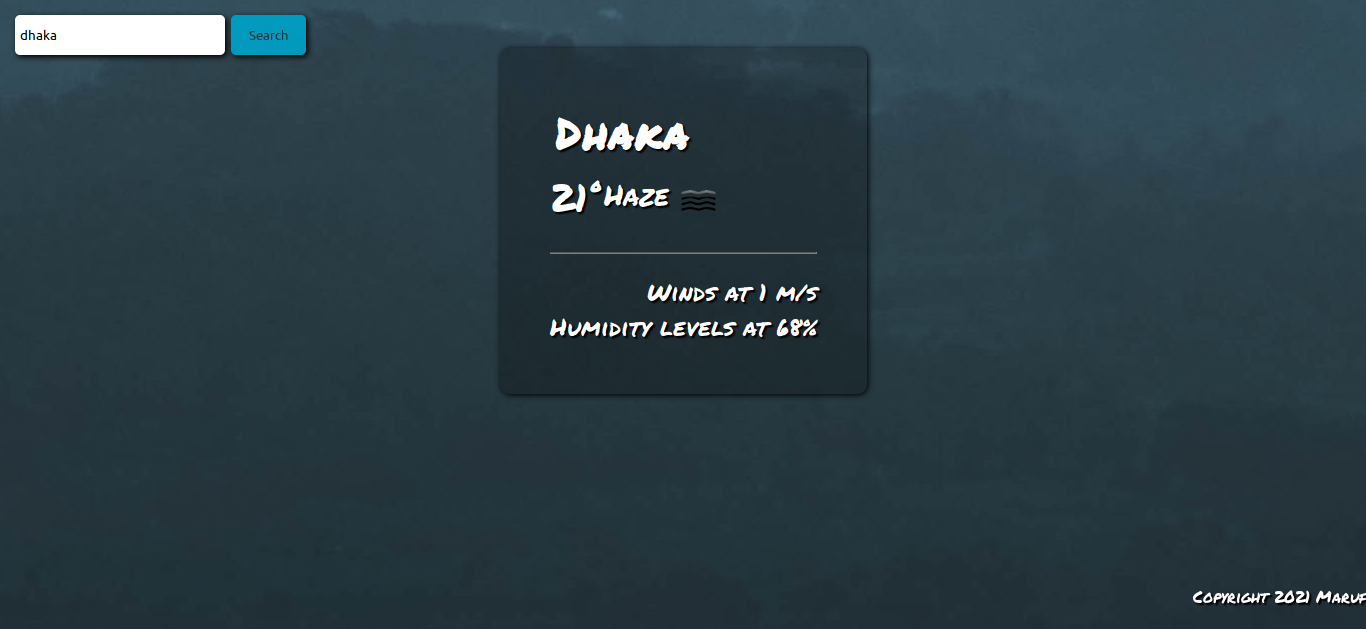 dhaka Search
Dhaka
21° Haze
Winds at 1 m/s
Humidity levels at 68%
Copyright 2021 Maruf